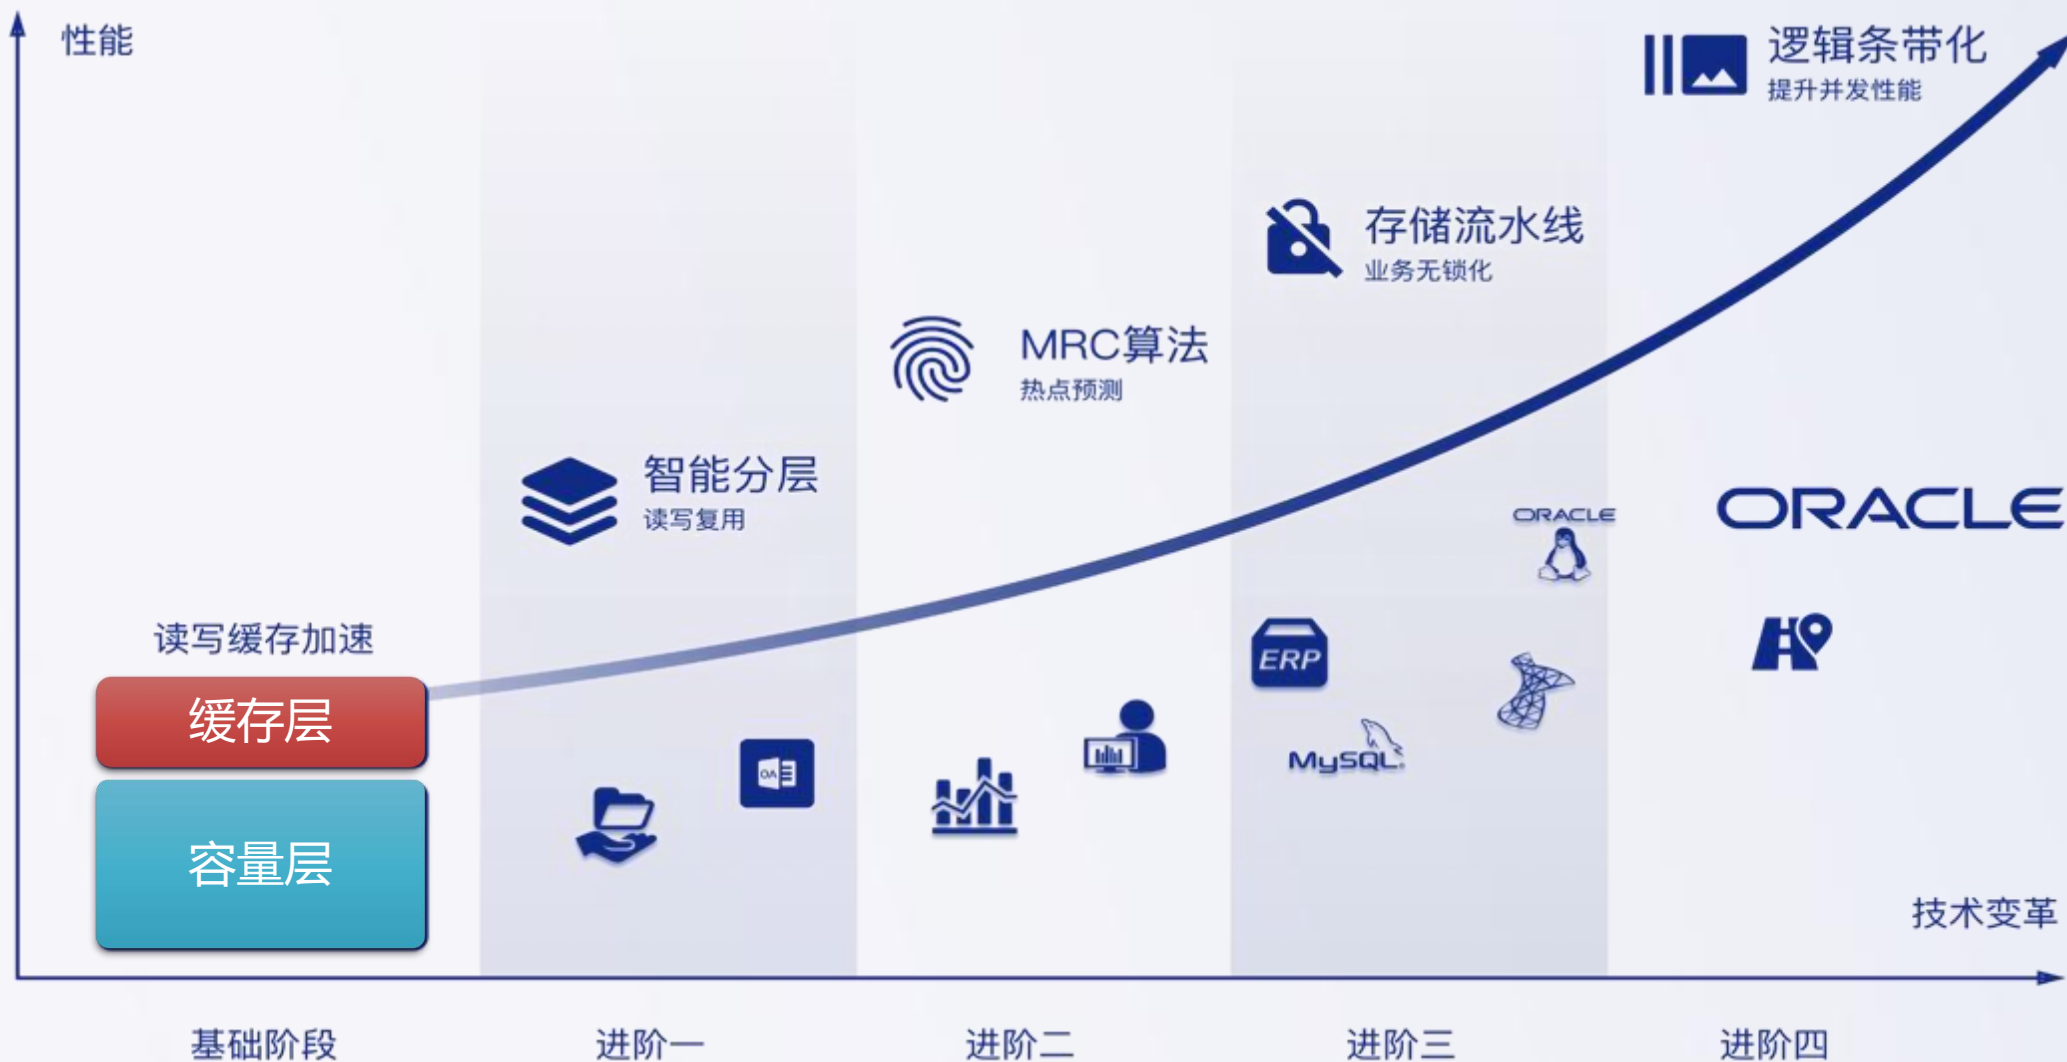 性能
逻辑条带化
提升并发性能
存储流水线
业务无锁化
MRC算法
热点预测
智能分层
读写复用
ORACLE
ORACLE
读写缓存加速
缓存层
容量层
ERP
MySQL
OA
技术变革
基础阶段
进阶一
进阶二
进阶三
进阶四